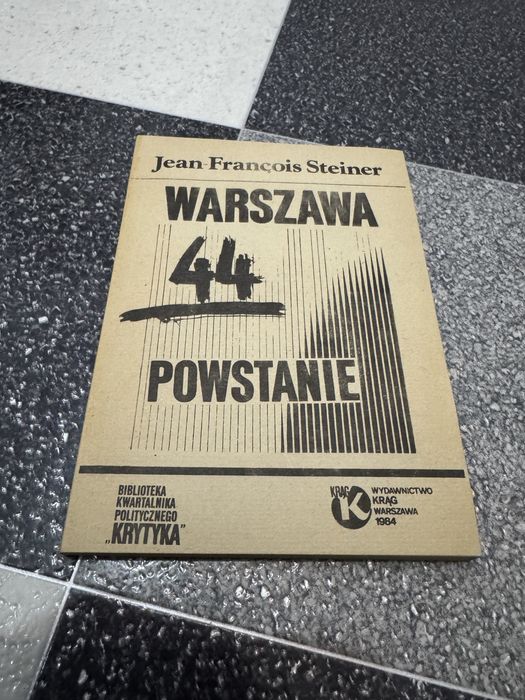 Jean-François Steiner
WARSZAWA
44
POWSTANIE
BIBLIOTEKA
KWARTALNIKA
POLITYCZNEGO
„KRYTYKA”
KRĄG
K
WYDAWNICTWO
KRĄG
WARSZAWA
1984